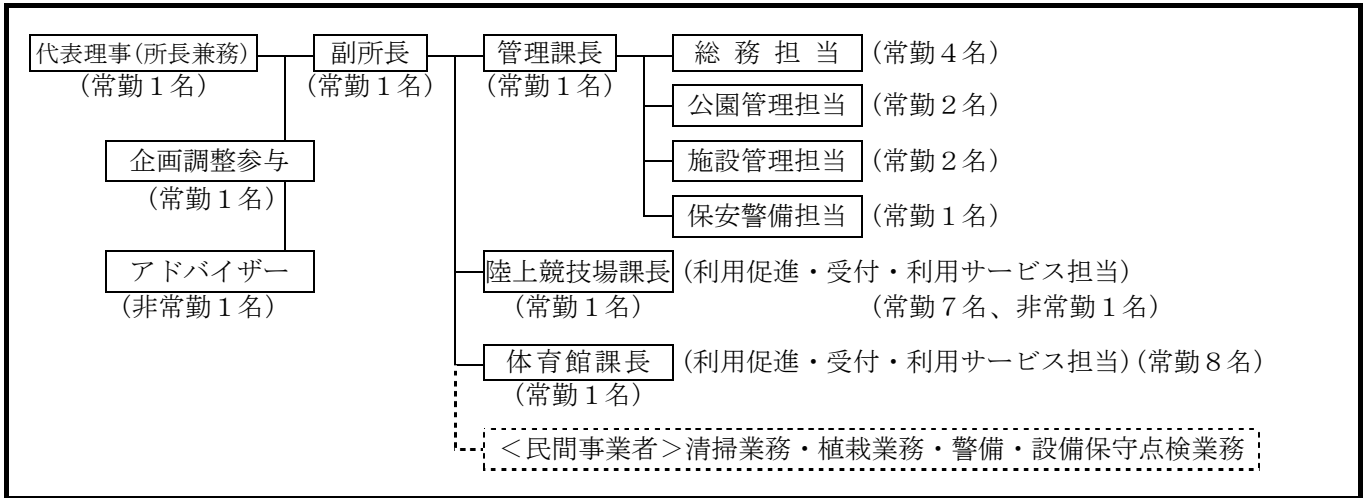 代表理事(所長兼務) 副所長 管理課長 総務担当 (常勤４名)
(常勤１名) (常勤１名) (常勤１名)
公園管理担当 (常勤２名)
企画調整参与 施設管理担当 (常勤２名)
(常勤１名)
保安警備担当 (常勤１名)
アドバイザー 陸上競技場課長 (利用促進・受付・利用サービス担当)
(非常勤１名) (常勤１名) (常勤７名、非常勤１名)
体育館課長 (利用促進・受付・利用サービス担当)(常勤８名)
(常勤１名)
＜民間事業者＞清掃業務・植栽業務・警備・設備保守点検業務